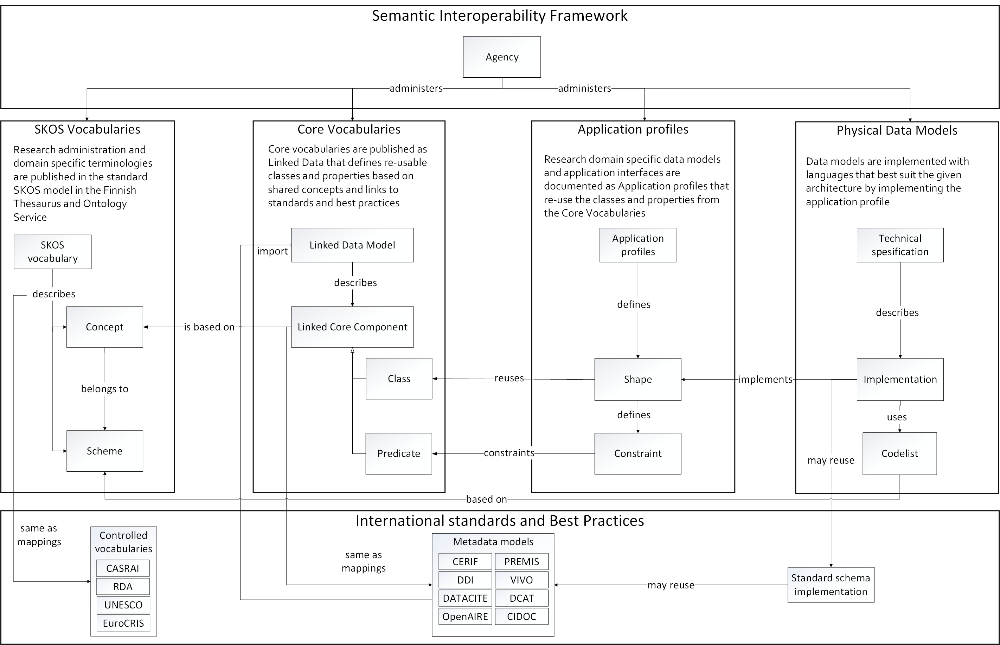 Semantic Interoperability Framework
Agency
administers
administers
SKOS Vocabularies
Research administration and
domain specific terminologies
are published in the standard
SKOS model in the Finnish
Thesaurus and Ontology
Service
SKOS
vocabulary
describes
Concept
belongs to
Scheme
is based on
Core Vocabularies
Core vocabularies are published as
Linked Data that defines re-usable
classes and properties based on
shared concepts and links to
standards and best practices
import
Linked Data Model
describes
Linked Core Component
Class
Predicate
reuses
constraints
Application profiles
Research domain specific data models
and application interfaces are
documented as Application profiles that
re-use the classes and properties from
the Core Vocabularies
Application
profiles
defines
Shape
defines
Constraint
implements
Physical Data Models
Data models are implemented with
languages that best suit the given
architecture by implementing the
application profile
Technical
spesification
describes
Implementation
uses
may reuse
Codelist
based on
International standards and Best Practices
same as
mappings
Controlled
vocabularies
CASRAI
RDA
UNESCO
EuroCRIS
same as
mappings
Metadata models
CERIF
PREMIS
DDI
VIVO
DATACITE
DCAT
OpenAIRE
CIDOC
may reuse
Standard schema
implementation